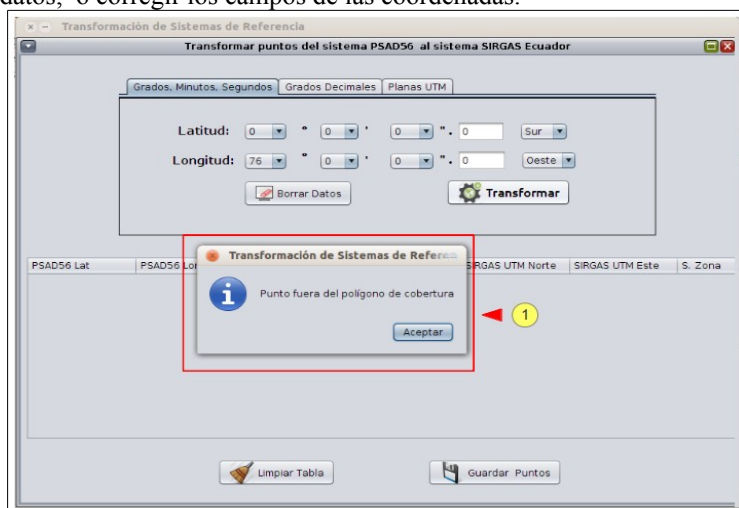 datos, o corregir los campos de las coordenadas.
Transformación de Sistemas de Referencia
Transformar puntos del sistema PSAD56 al sistema SIRGAS Ecuador
Grados, Minutos, Segundos Grados Decimales Planas UTM
Latitud: 0 ° 0 ' 0 ". 0 Sur
Longitud: 76 ° 0 ' 0 ". 0 Oeste
Borrar Datos Transformar
PSAD56 Lat PSAD56 Lon SIRGAS UTM Norte SIRGAS UTM Este S. Zona
Transformación de Sistemas de Referen
Punto fuera del polígono de cobertura
Aceptar
1
Limpiar Tabla Guardar Puntos